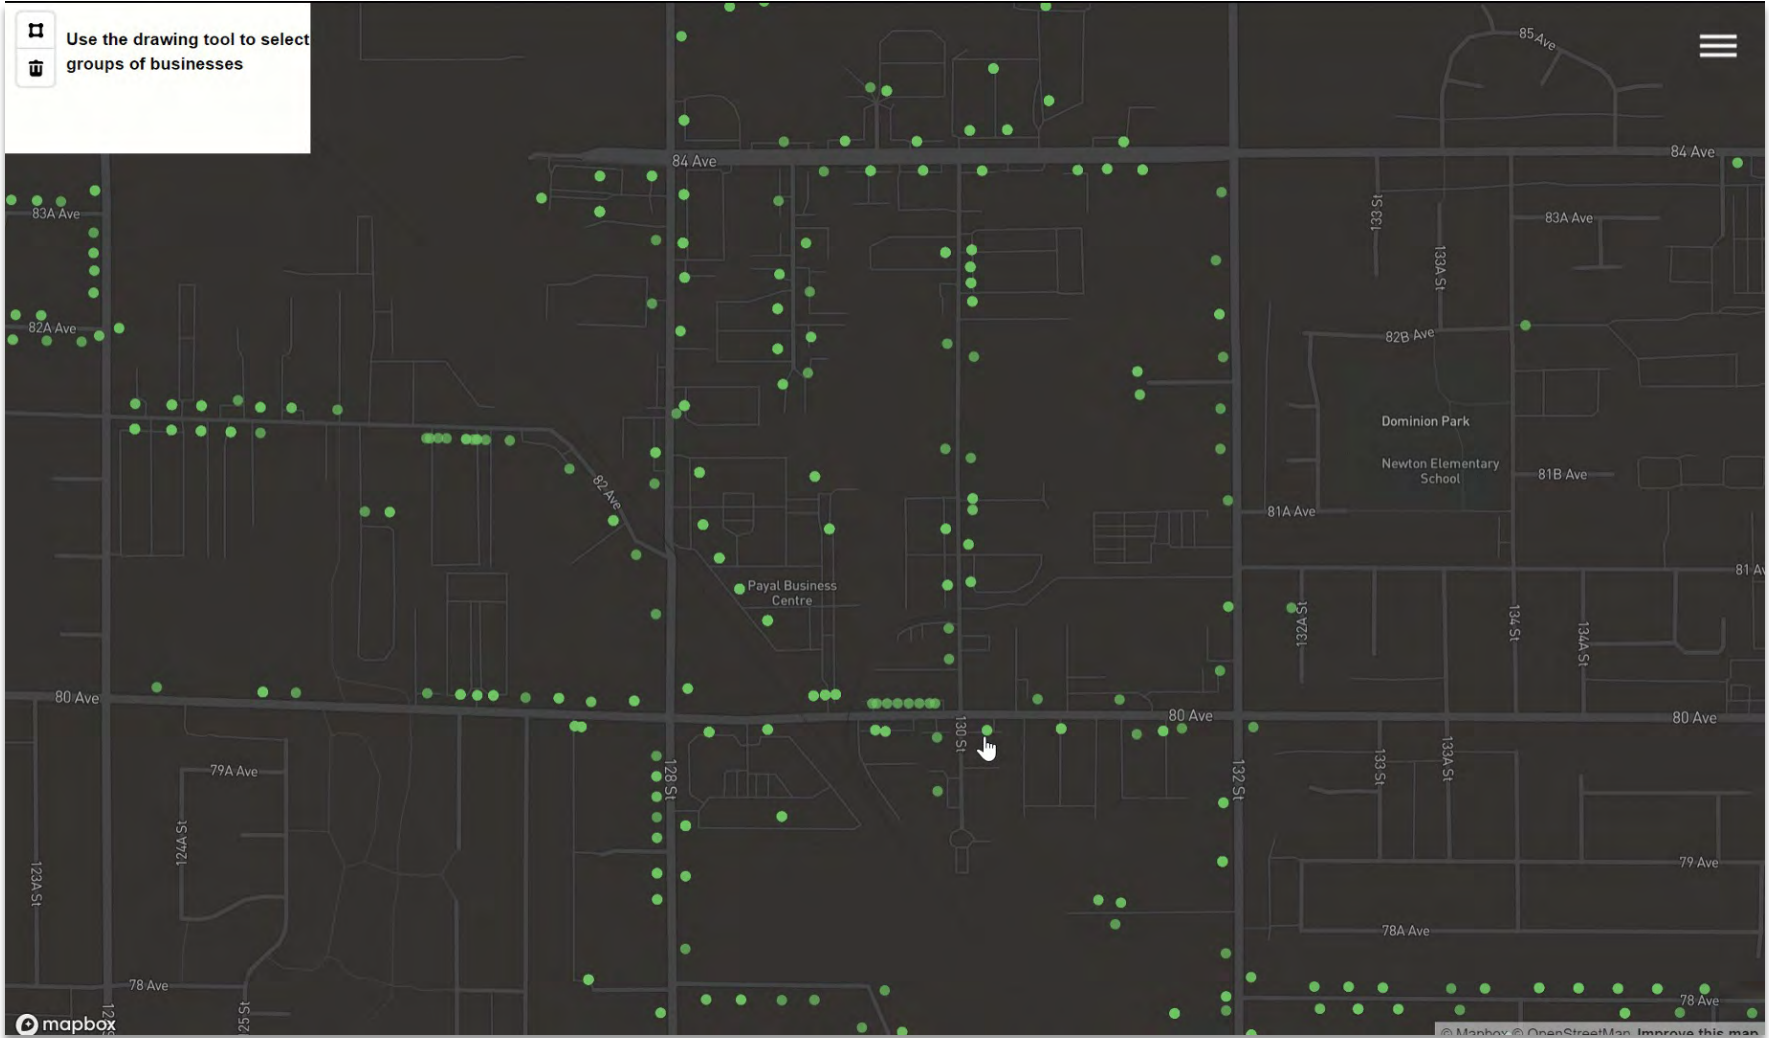 Use the drawing tool to select
groups of businesses
85 Ave
84 Ave
84 Ave
83A Ave
133 St
83A Ave
133A St
82A Ave
82B Ave
Dominion Park
Newton Elementary
School
81B Ave
82 Ave
81A Ave
81 Av
Payal Business
Centre
132A St
134 St
134A St
80 Ave
80 Ave
80 Ave
130 St
79A Ave
128 St
132 St
133 St
133A St
124A St
123A St
79 Ave
78A Ave
78 Ave
78 Ave
25 St
mapbox
© Mapbox © OpenStreetMap Improve this map